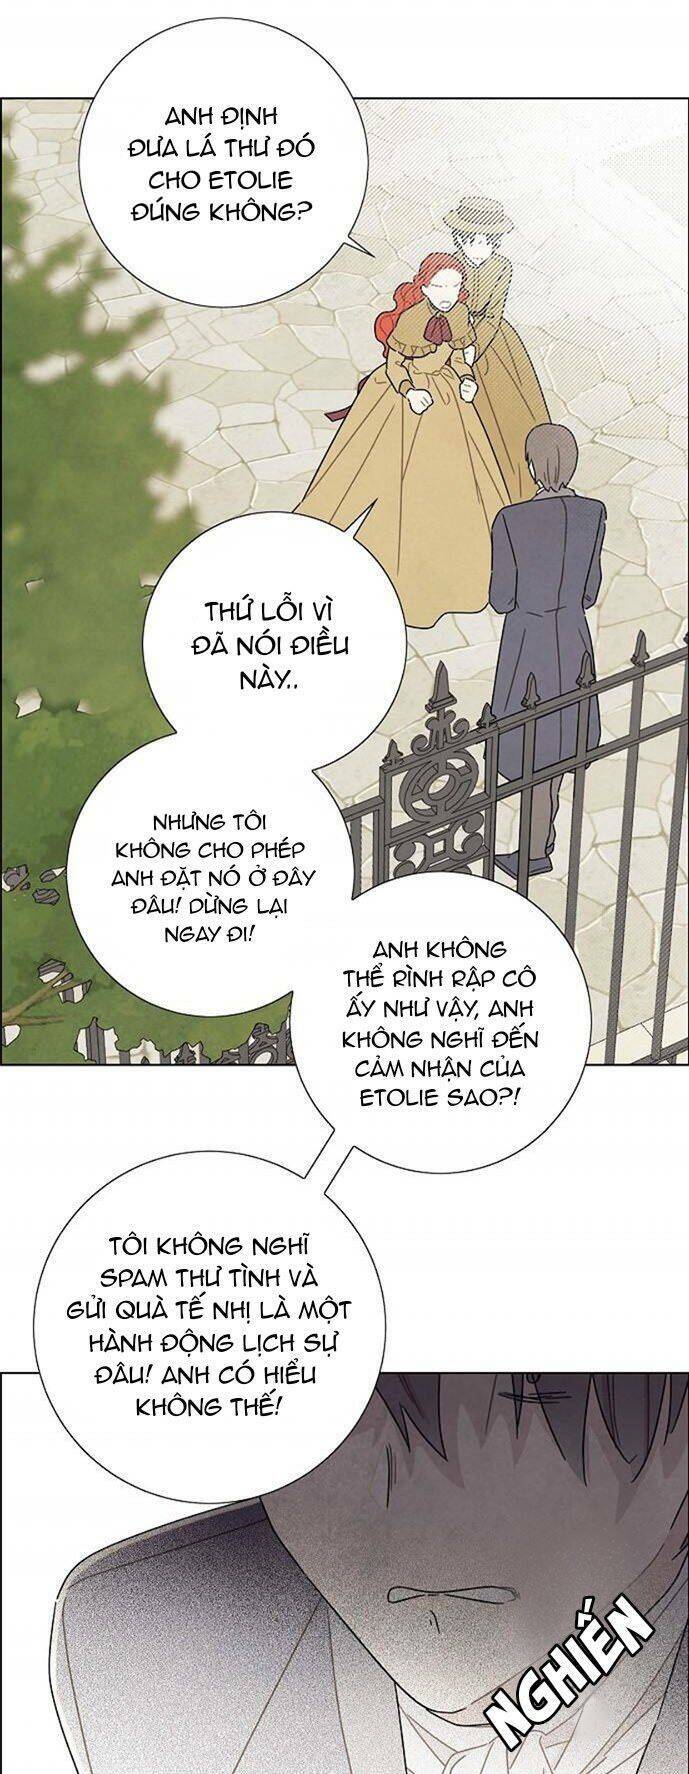 ANH ĐỊNH
ĐƯA LÁ THƯ ĐÓ
CHO ETOLIE
ĐÚNG KHÔNG?
THỨ LỖI VÌ
ĐÃ NÓI ĐIỀU
NÀY..
NHƯNG TÔI
KHÔNG CHO PHÉP
ANH ĐẶT NÓ Ở ĐÂY
ĐÂU! DỪNG LẠI
NGAY ĐI!
ANH KHÔNG
THỂ RÌNH RẬP CÔ
ẤY NHƯ VẬY, ANH
KHÔNG NGHĨ ĐẾN
CẢM NHẬN CỦA
ETOLIE SAO?!
TÔI KHÔNG NGHĨ
SPAM THƯ TÌNH VÀ
GỬI QUÀ TẾ NHỊ LÀ MỘT
HÀNH ĐỘNG LỊCH SỰ
ĐÂU! ANH CÓ HIỂU
KHÔNG THẾ!
NGHIẾN